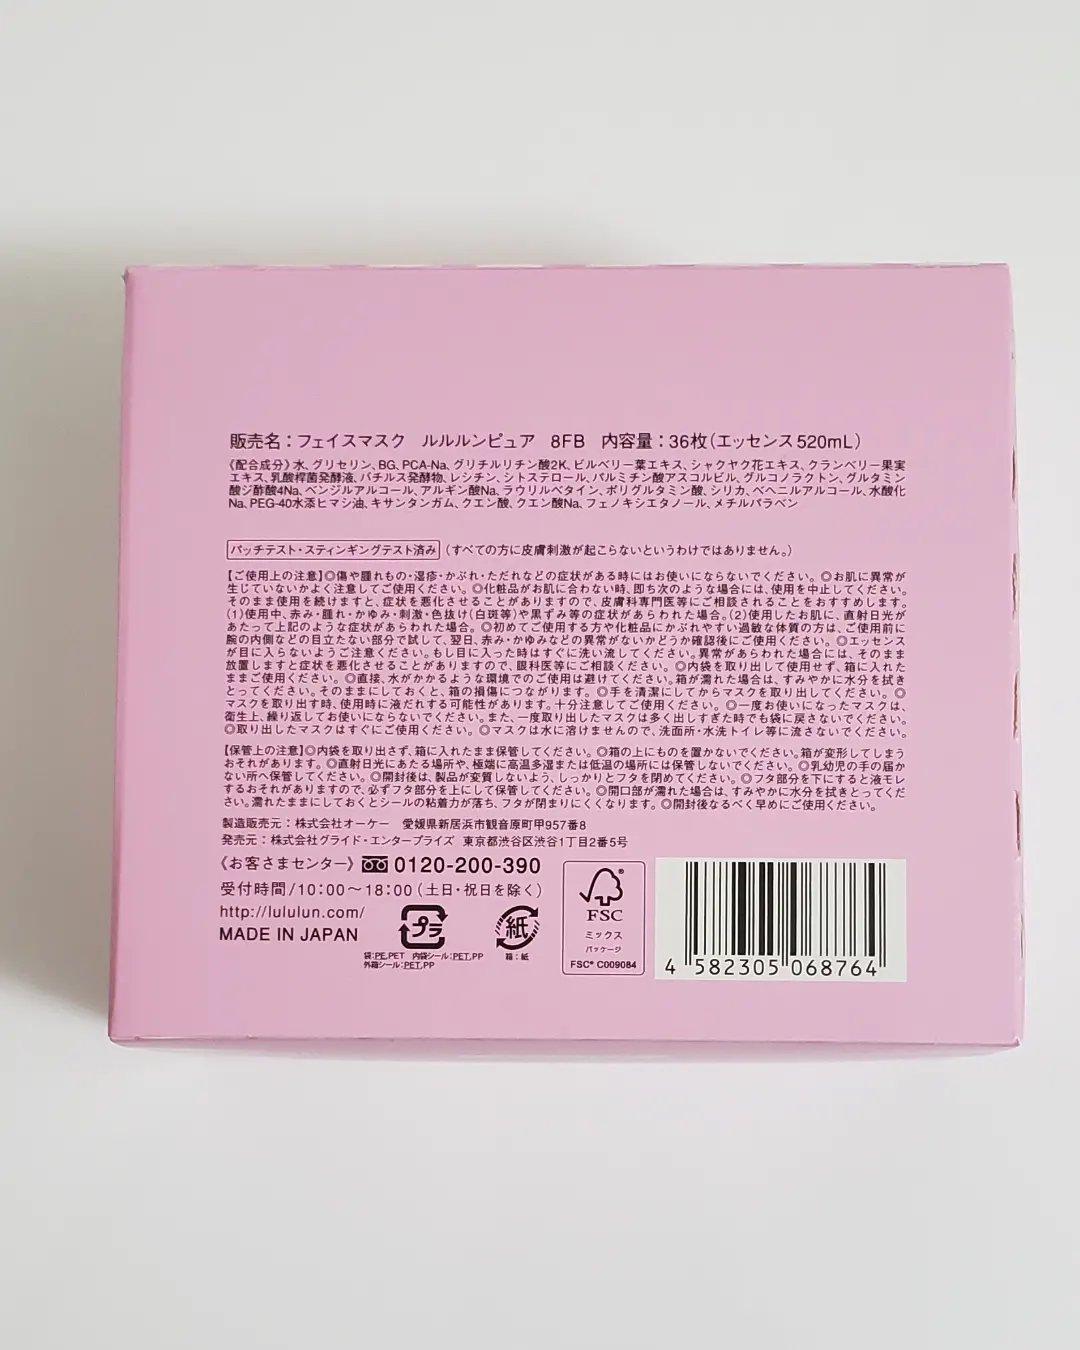 販売名：フェイスマスク　ルルルンピュア　8FB　内容量：36枚（エッセンス520mL）
《配合成分》水、グリセリン、BG、PCA-Na、グリチルリチン酸2K、ビルベリー葉エキス、シャクヤク花エキス、クランベリー果実
エキス、乳酸桿菌発酵液、バチルス発酵物、レシチン、シトステロール、パルミチン酸アスコルビル、グルコノラクトン、グルタミン
酸ジ酢酸4Na、ベンジルアルコール、アルギン酸Na、ラウリルベタイン、ポリグルタミン酸、シリカ、ベヘニルアルコール、水酸化
Na、PEG-40水添ヒマシ油、キサンタンガム、クエン酸、クエン酸Na、フェノキシエタノール、メチルパラベン
パッチテスト・スティンギングテスト済み（すべての方に皮膚刺激が起こらないというわけではありません。）
【ご使用上の注意】◎傷や腫れもの・湿疹・かぶれ・ただれなどの症状がある時にはお使いにならないでください。◎お肌に異常が
生じていないかよく注意してご使用ください。◎化粧品がお肌に合わない時、即ち次のような場合には、使用を中止してください。
そのまま使用を続けますと、症状を悪化させることがありますので、皮膚科専門医等にご相談されることをおすすめします。
（1）使用中、赤み・腫れ・かゆみ・刺激・色抜け（白斑等）や黒ずみ等の症状があらわれた場合。（2）使用したお肌に、直射日光が
あたって上記のような症状があらわれた場合。◎初めてご使用する方や化粧品にかぶれやすい過敏な体質の方は、ご使用前に
腕の内側などの目立たない部分で試して、翌日、赤み・かゆみなどの異常がないかどうか確認後にご使用ください。◎エッセンス
が目に入らないようご注意ください。もし目に入った時はすぐに洗い流してください。異常があらわれた場合には、そのまま
放置しますと症状を悪化させることがありますので、眼科医等にご相談ください。◎内袋を取り出して使用せず、箱に入れた
ままご使用ください。◎直接、水がかかるような環境でのご使用は避けてください。箱が濡れた場合は、すみやかに水分を拭き
とってください。そのままにしておくと、箱の損傷につながります。◎手を清潔にしてからマスクを取り出してください。◎
マスクを取り出す時、使用時に液だれする可能性があります。十分注意してご使用ください。◎一度お使いになったマスクは、
衛生上、繰り返してお使いにならないでください。また、一度取り出したマスクは多く出しすぎた時でも袋に戻さないでください。
◎取り出したマスクはすぐにご使用ください。◎マスクは水に溶けませんので、洗面所・水洗トイレ等に流さないでください。
【保管上の注意】◎内袋を取り出さず、箱に入れたまま保管してください。◎箱の上にものを置かないでください。箱が変形してしまう
おそれがあります。◎直射日光にあたる場所や、極端に高温多湿または低温の場所には保管しないでください。◎乳幼児の手の届か
ない所へ保管してください。◎開封後は、製品が変質しないよう、しっかりとフタを閉めてください。◎フタ部分を下にすると液モレ
するおそれがありますので、必ずフタ部分を上にして保管してください。◎開口部が濡れた場合は、すみやかに水分を拭きとってくだ
さい。濡れたままにしておくとシールの粘着力が落ち、フタが閉まりにくくなります。◎開封後なるべく早めにご使用ください。
製造販売元：株式会社オーケー　愛媛県新居浜市観音原町甲957番8
発売元：株式会社グライド・エンタープライズ　東京都渋谷区渋谷1丁目2番5号
《お客さまセンター》0120-200-390
受付時間/10:00～18:00（土日・祝日を除く）
http://lululun.com/
MADE IN JAPAN
プラ
袋：PE,PET　内袋シール：PET,PP
外箱シール：PET,PP
紙
箱：紙
FSC®
ミックス
パッケージ
FSC® C009084
4 582305 068764